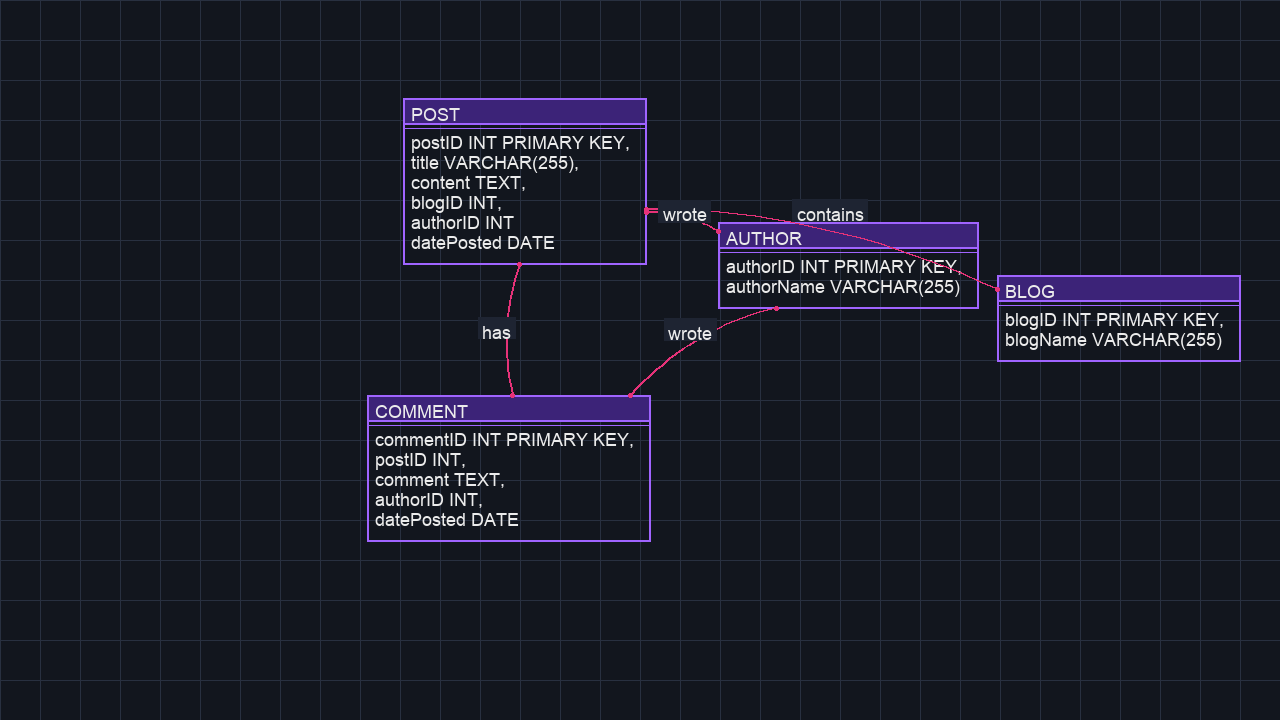 POST
postID INT PRIMARY KEY,
title VARCHAR(255),
content TEXT,
blogID INT,
authorID INT
datePosted DATE
wrote
contains
AUTHOR
authorID INT PRIMARY KEY,
authorName VARCHAR(255)
BLOG
blogID INT PRIMARY KEY,
blogName VARCHAR(255)
has
wrote
COMMENT
commentID INT PRIMARY KEY,
postID INT,
comment TEXT,
authorID INT,
datePosted DATE